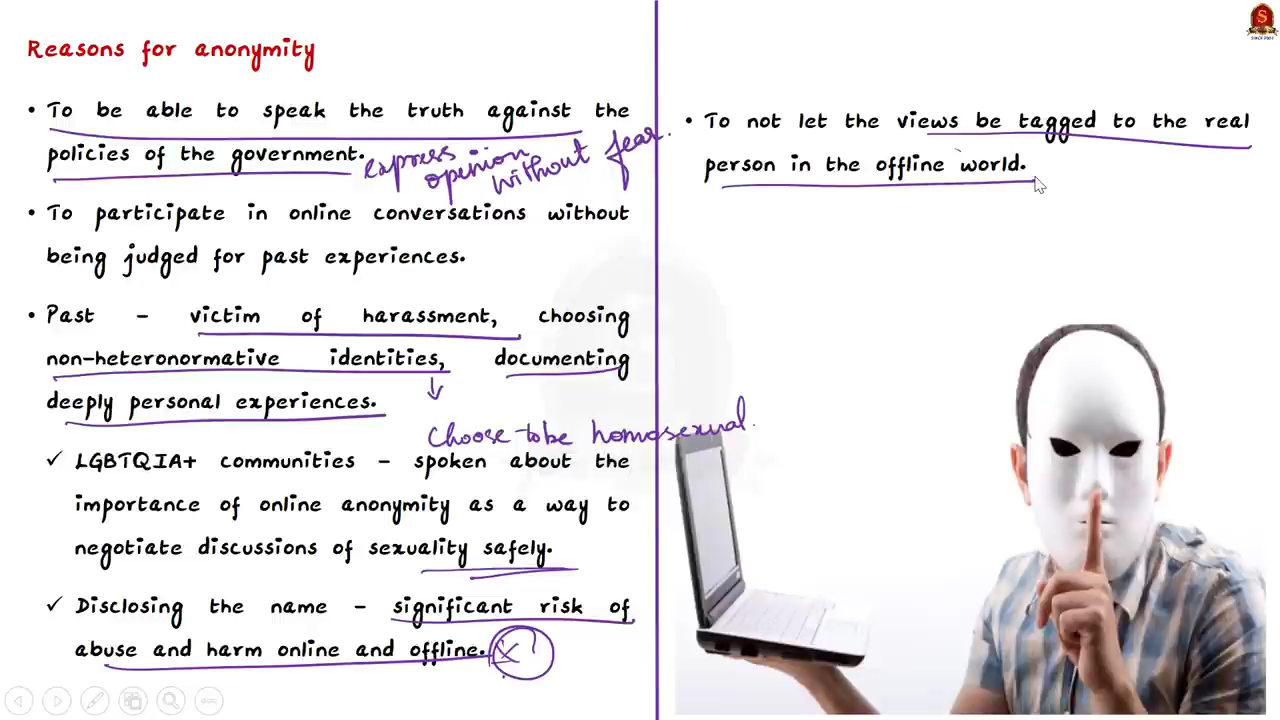 Reasons for anonymity
• To be able to speak the truth against the
policies of the government.
express opinion without fear.
• To participate in online conversations without
being judged for past experiences.
• Past - victim of harassment, choosing
non-heteronormative identities, documenting
deeply personal experiences.
choose to be homosexual.
✓ LGBTQIA+ communities - spoken about the
importance of online anonymity as a way to
negotiate discussions of sexuality safely.
✓ Disclosing the name - significant risk of
abuse and harm online and offline.
• To not let the views be tagged to the real
person in the offline world.